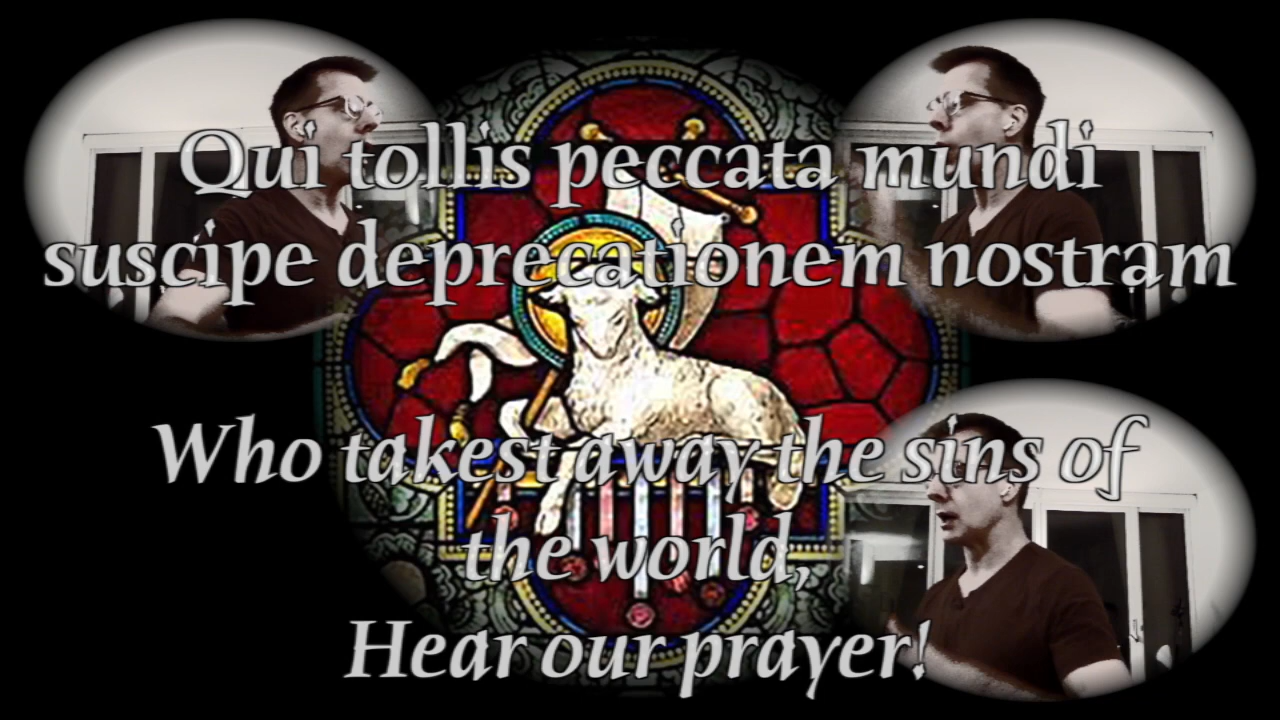 Qui tollis peccata mundi
suscipe deprecationem nostram
Who takest away the sins of
the world,
Hear our prayer!